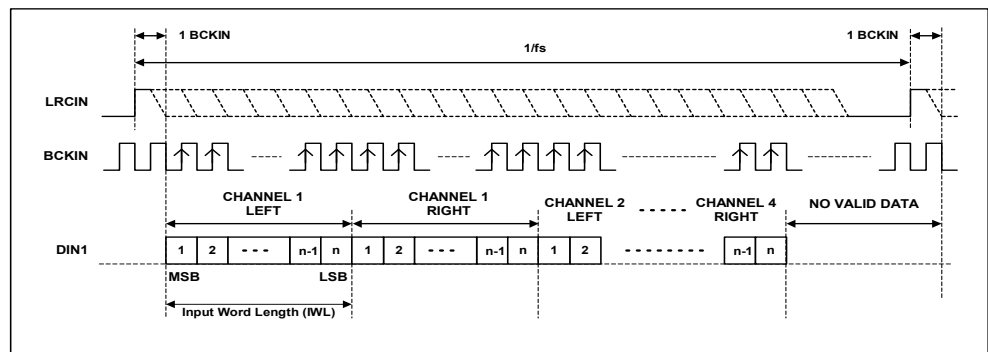 1 BCKIN 1 BCKIN
1/fs
LRCIN
BCKIN
CHANNEL 1 LEFT
CHANNEL 1 RIGHT
CHANNEL 2 LEFT
CHANNEL 4 RIGHT
NO VALID DATA
DIN1
1 2 n-1 n 1 2 n-1 n 1 2 n-1 n
MSB LSB
Input Word Length (IWL)